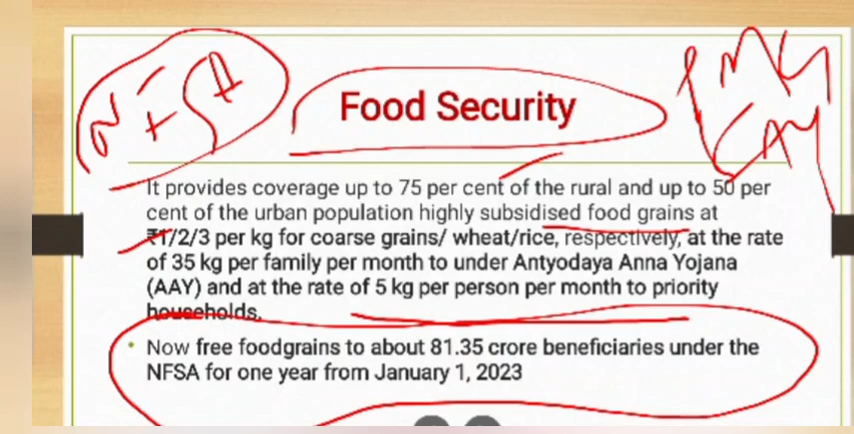 NFSA
PMG
KAY
Food Security
It provides coverage up to 75 per cent of the rural and up to 50 per
cent of the urban population highly subsidised food grains at
₹1/2/3 per kg for coarse grains/ wheat/rice, respectively, at the rate
of 35 kg per family per month to under Antyodaya Anna Yojana
(AAY) and at the rate of 5 kg per person per month to priority
households.
• Now free foodgrains to about 81.35 crore beneficiaries under the
NFSA for one year from January 1, 2023